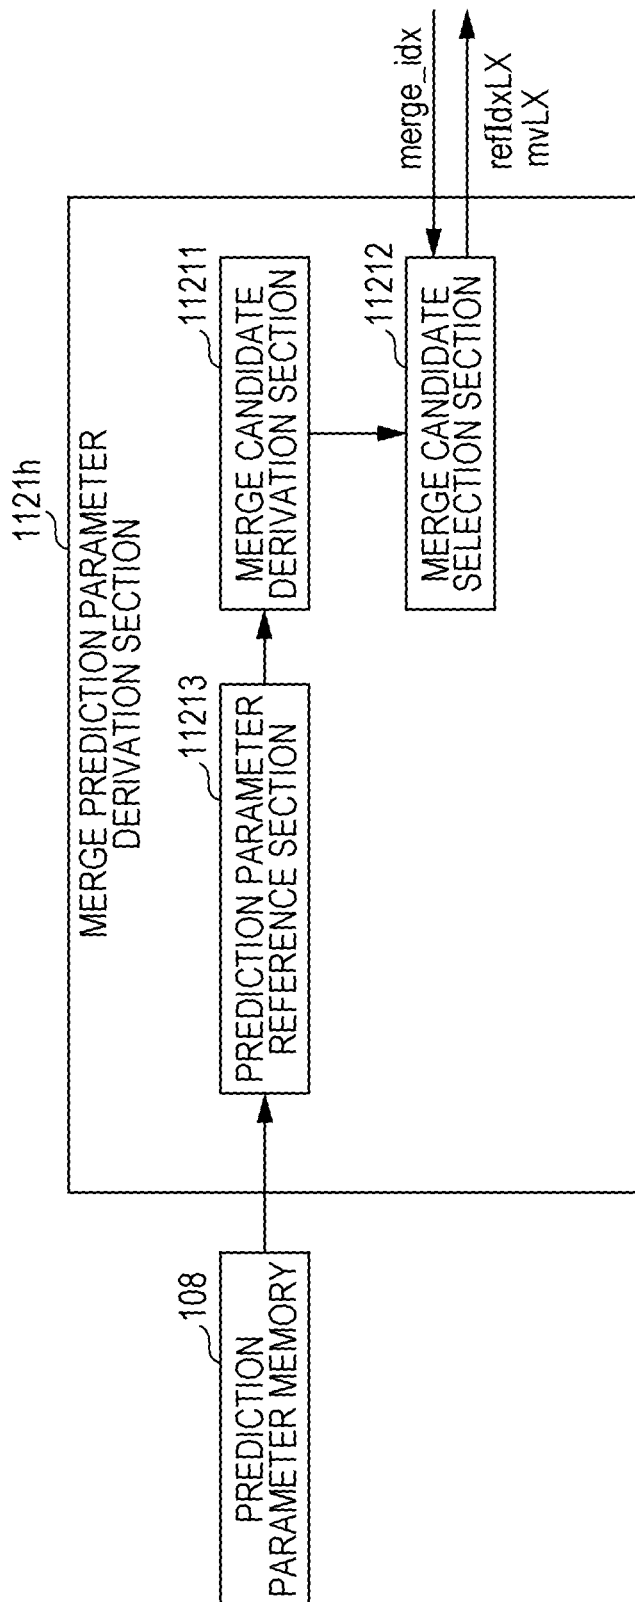 1121h
MERGE PREDICTION PARAMETER
DERIVATION SECTION
108
PREDICTION
PARAMETER MEMORY
11213
PREDICTION PARAMETER
REFERENCE SECTION
11211
MERGE CANDIDATE
DERIVATION SECTION
11212
MERGE CANDIDATE
SELECTION SECTION
merge_idx
refIdxLX
mvLX